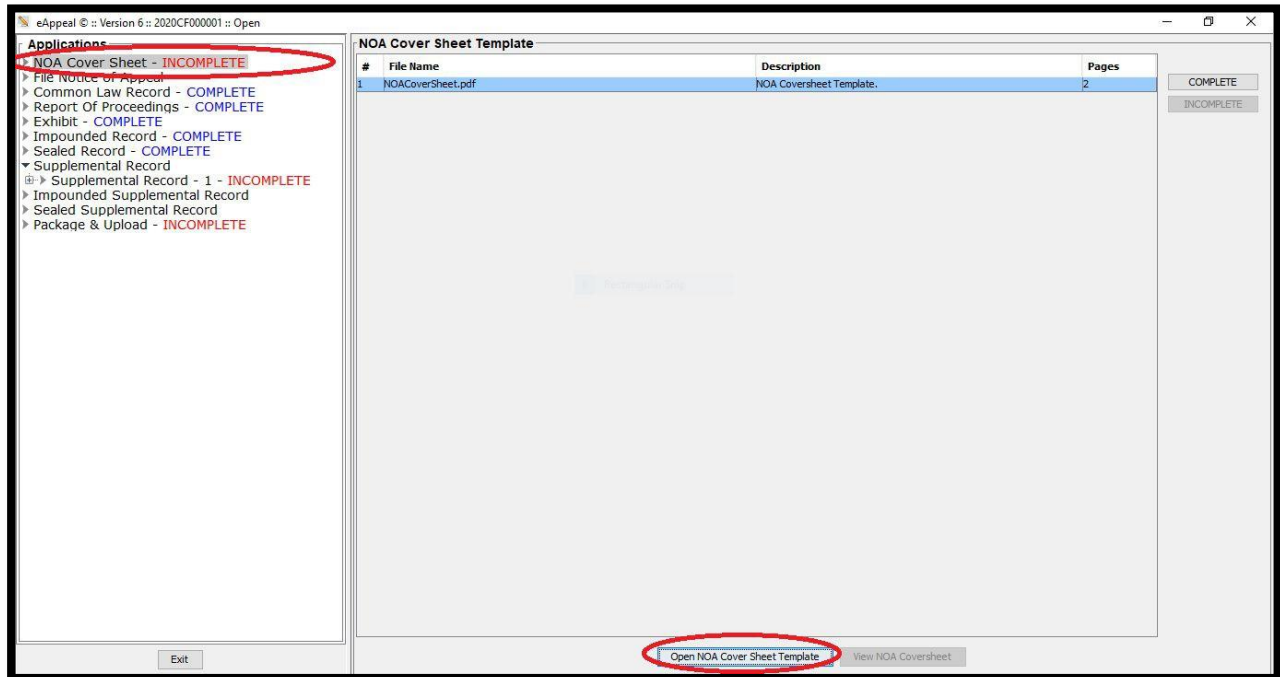 eAppeal © :: Version 6 :: 2020CF000001 :: Open
Applications
NOA Cover Sheet - INCOMPLETE
File Notice of Appeal
Common Law Record - COMPLETE
Report Of Proceedings - COMPLETE
Exhibit - COMPLETE
Impounded Record - COMPLETE
Sealed Record - COMPLETE
Supplemental Record
Supplemental Record - 1 - INCOMPLETE
Impounded Supplemental Record
Sealed Supplemental Record
Package & Upload - INCOMPLETE
Exit
NOA Cover Sheet Template
# File Name Description Pages
1 NOACoverSheet.pdf NOA Coversheet Template. 2
COMPLETE
INCOMPLETE
Open NOA Cover Sheet Template View NOA Coversheet